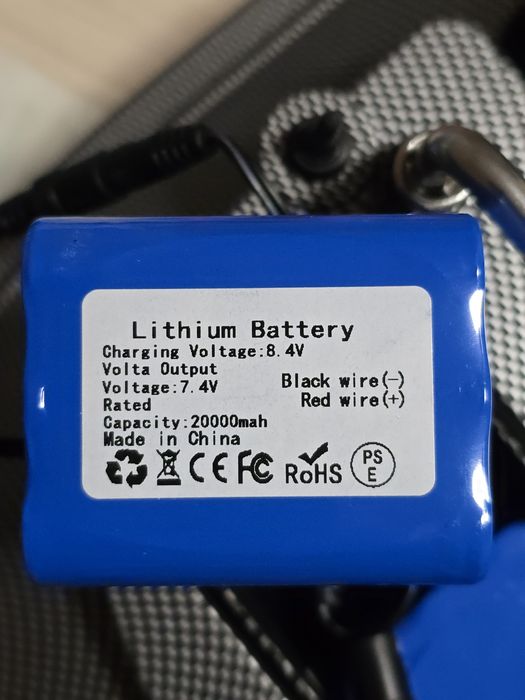 Lithium Battery
Charging Voltage:8.4V
Volta Output
Voltage:7.4V
Black wire(-)
Rated
Red wire(+)
Capacity:20000mah
Made in China
CE FC RoHS PS E